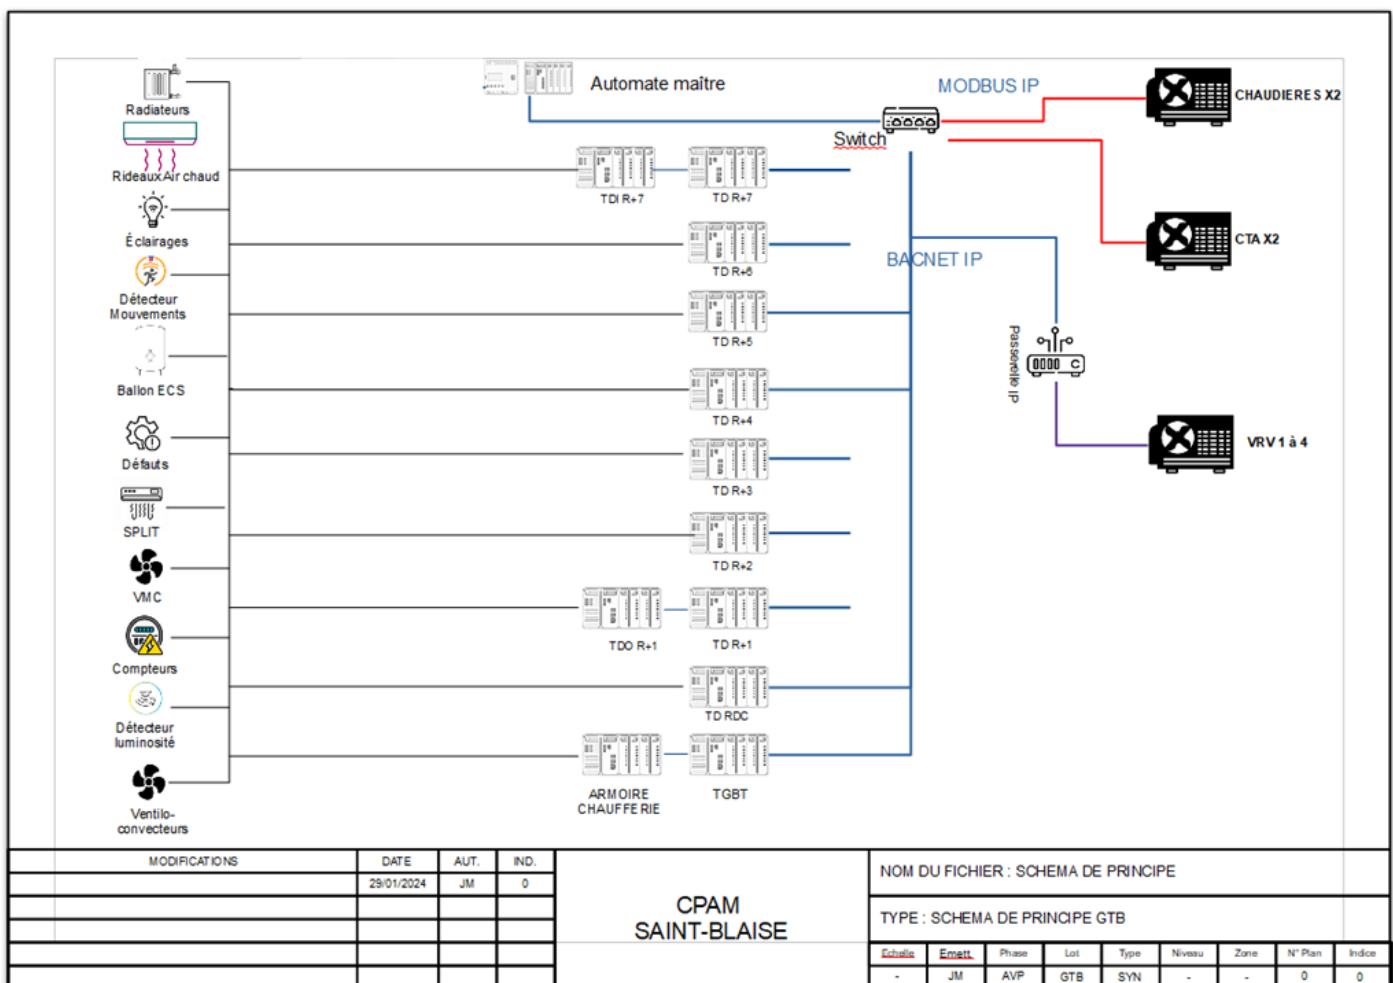 Automate maître
MODBUS IP
CHAUDIERES X2
Switch
Radiateurs
RideauxAir chaud
TDI R+7
TD R+7
Éclairages
TD R+6
BACNET IP
CTA X2
Détecteur
Mouvements
TD R+5
Passerelle IP
Ballon ECS
TD R+4
VRV 1 à 4
Défauts
TD R+3
SPLIT
TD R+2
VMC
TDO R+1
TD R+1
Compteurs
TD RDC
Détecteur
luminosité
ARMOIRE
CHAUFFERIE
TGBT
Ventilo-
convecteurs
MODIFICATIONS DATE AUT. IND.
29/01/2024 JM 0
CPAM
SAINT-BLAISE
NOM DU FICHIER : SCHEMA DE PRINCIPE
TYPE : SCHEMA DE PRINCIPE GTB
Echelle Emett. Phase Lot Type Niveau Zone N° Plan Indice
- JM AVP GTB SYN - - 0 0